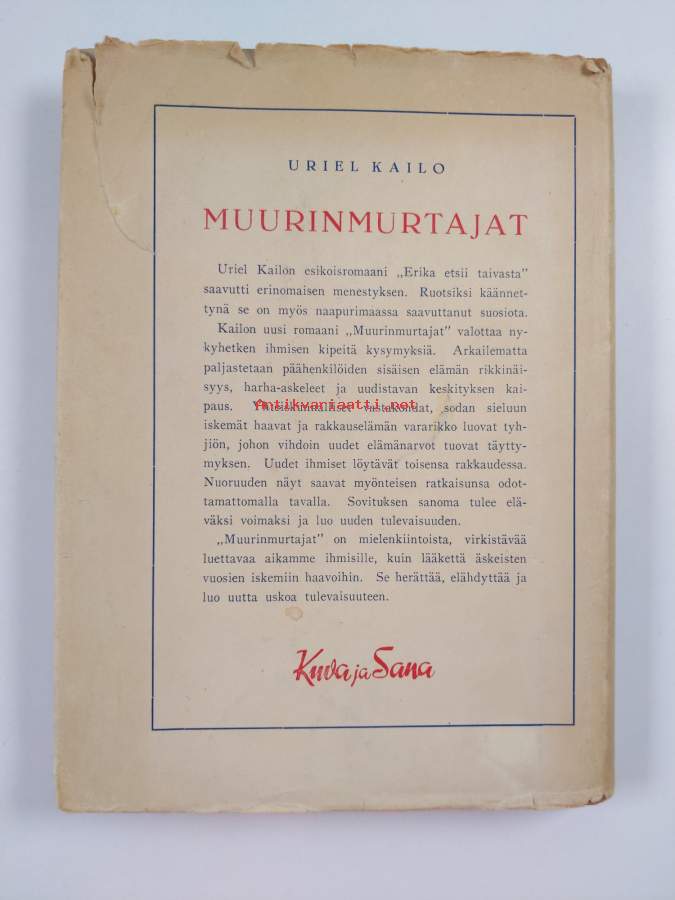 URIEL KAILO
MUURINMURTAJAT
Uriel Kailon esikoisromaani „Erika etsii taivasta”
saavutti erinomaisen menestyksen. Ruotsiksi käännet-
tynä se on myös naapurimaassa saavuttanut suosiota.
Kailon uusi romaani „Muurinmurtajat” valottaa ny-
kyhetken ihmisen kipeitä kysymyksiä. Arkailematta
paljastetaan päähenkilöiden sisäisen elämän rikkinäi-
syys, harha-askeleet ja uudistavan keskityksen kai-
paus. Yhteiskunnalliset vastakohdat, sodan sieluun
Antikvariaatti.net
iskemät haavat ja rakkauselämän vararikko luovat tyh-
jiön, johon vihdoin uudet elämänarvot tuovat täytty-
myksen. Uudet ihmiset löytävät toisensa rakkaudessa.
Nuoruuden näyt saavat myönteisen ratkaisunsa odot-
tamattomalla tavalla. Sovituksen sanoma tulee elä-
väksi voimaksi ja luo uuden tulevaisuuden.
„Muurinmurtajat” on mielenkiintoista, virkistävää
luettavaa aikamme ihmisille, kuin lääkettä äskeisten
vuosien iskemiin haavoihin. Se herättää, elähdyttää ja
luo uutta uskoa tulevaisuuteen.
Kuva ja Sana